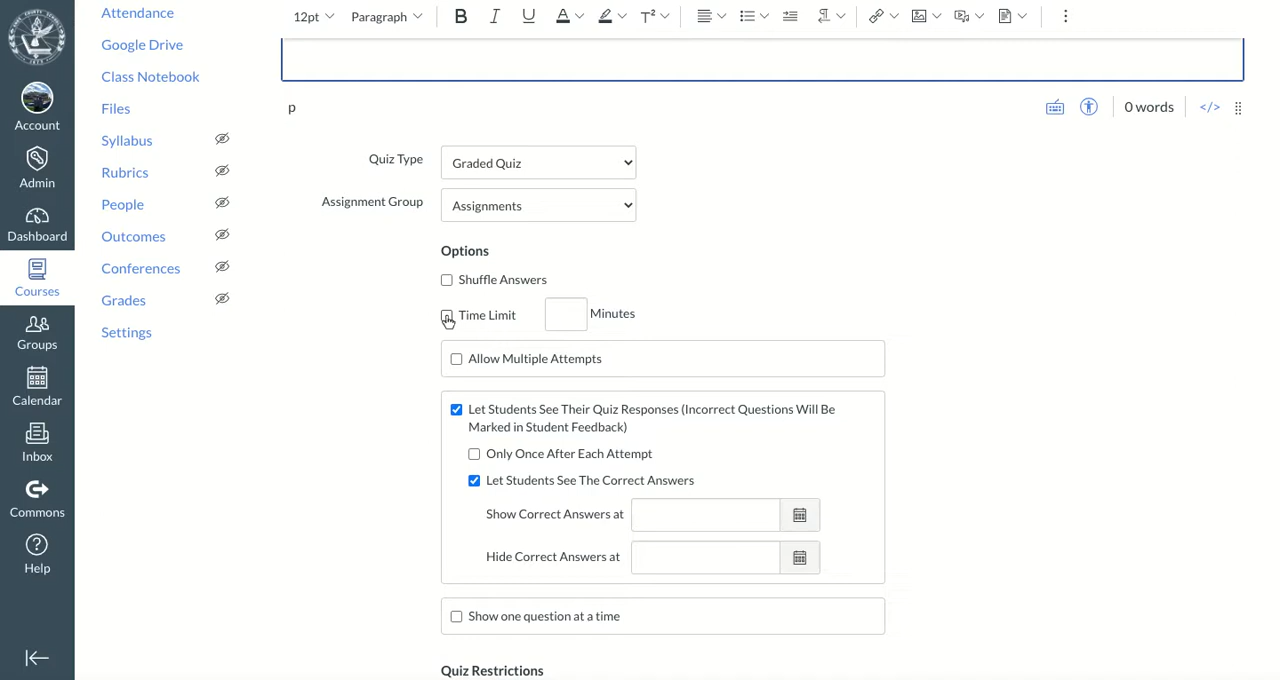 Account
Admin
Dashboard
Courses
Groups
Calendar
Inbox
Commons
Help
Attendance
Google Drive
Class Notebook
Files
Syllabus
Rubrics
People
Outcomes
Conferences
Grades
Settings
12pt Paragraph B I U A T²
p 0 words </>
Quiz Type Graded Quiz
Assignment Group Assignments
Options
Shuffle Answers
Time Limit Minutes
Allow Multiple Attempts
Let Students See Their Quiz Responses (Incorrect Questions Will Be
Marked in Student Feedback)
Only Once After Each Attempt
Let Students See The Correct Answers
Show Correct Answers at
Hide Correct Answers at
Show one question at a time
Quiz Restrictions